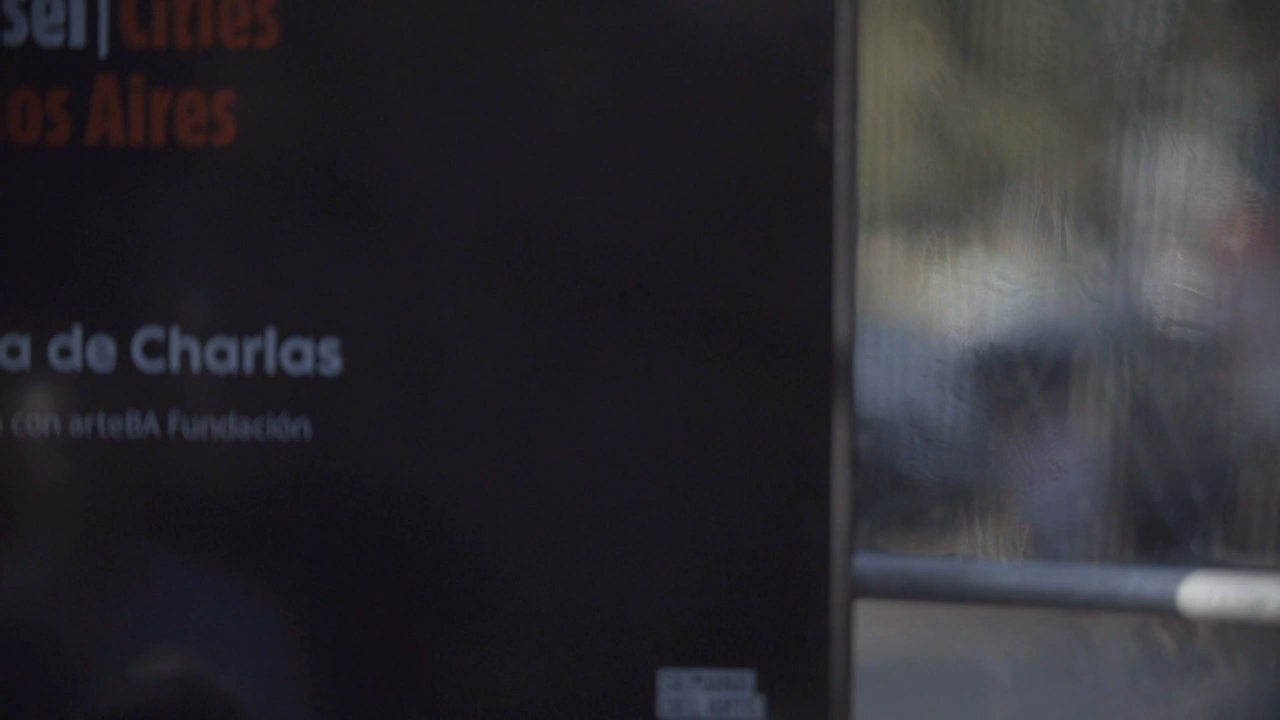 sel| Cities
os Aires
a de Charlas
con arteBA Fundación